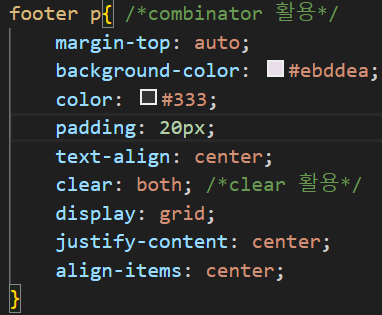 footer p{ /*combinator 활용*/
margin-top: auto;
background-color: #ebddea;
color: #333;
padding: 20px;
text-align: center;
clear: both; /*clear 활용*/
display: grid;
justify-content: center;
align-items: center;
}